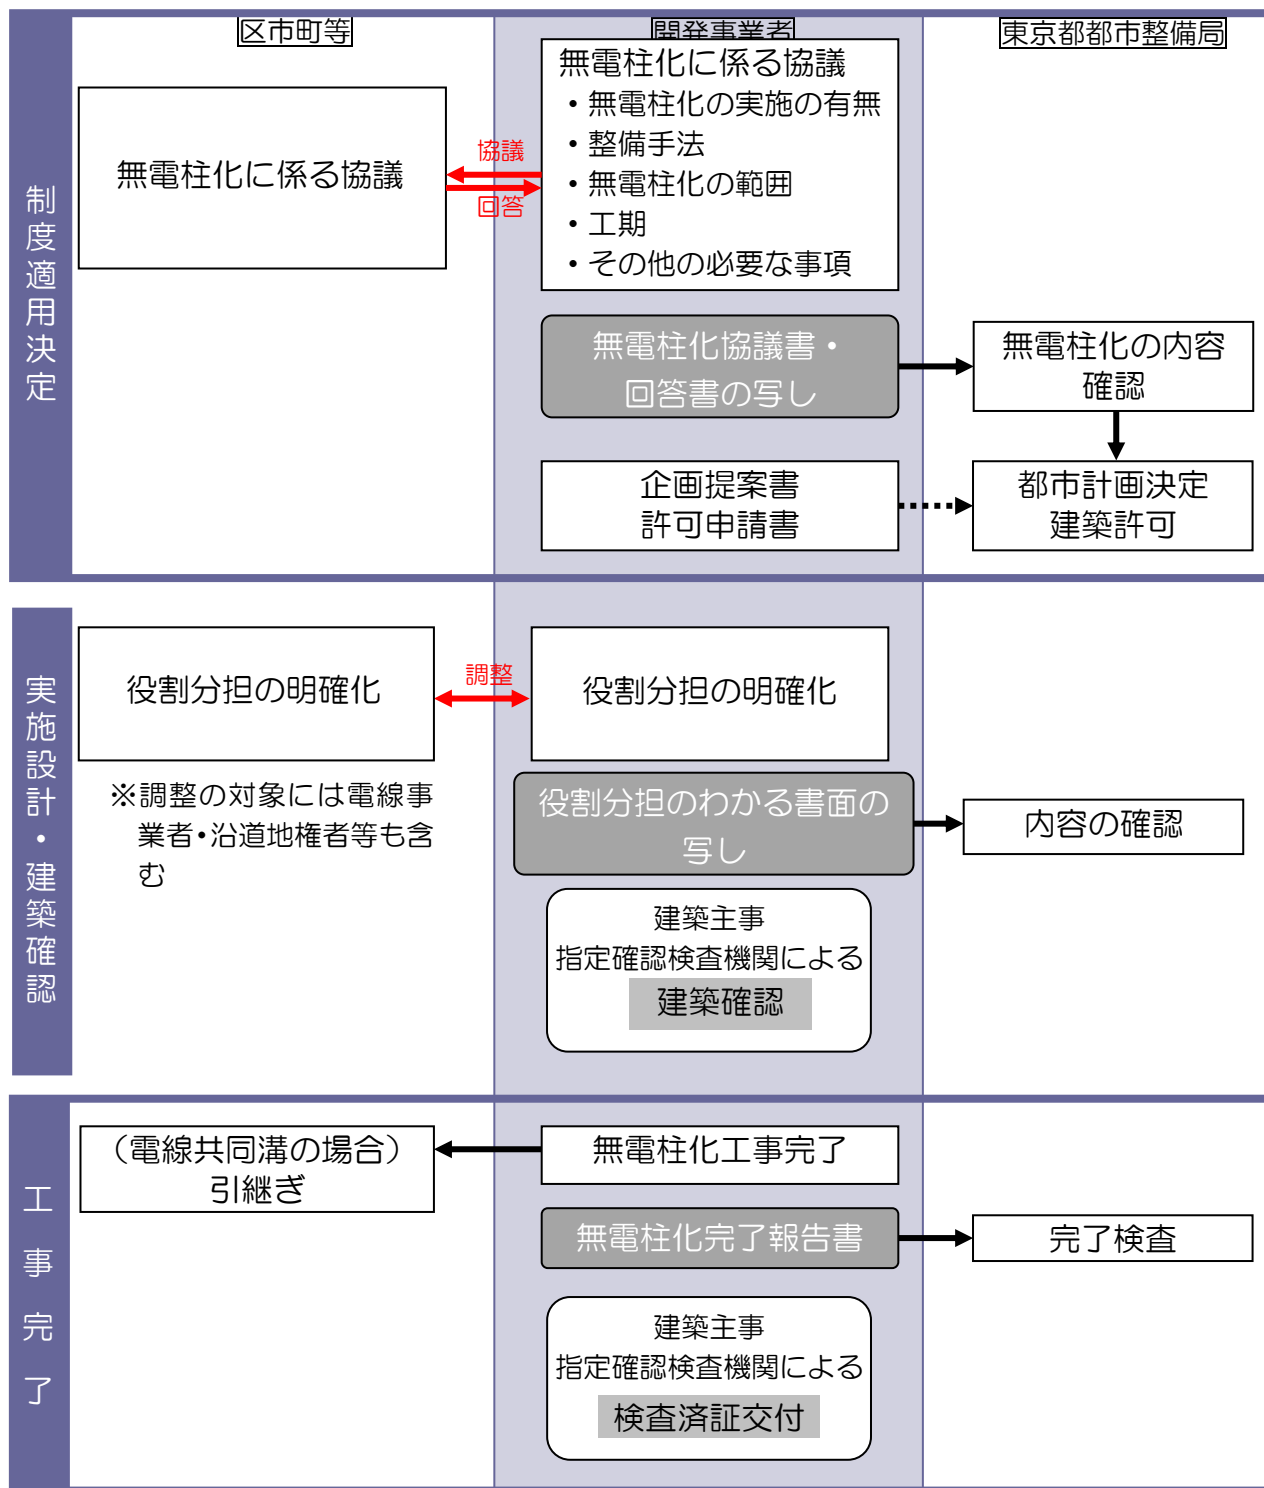 区市町等
開発事業者
東京都都市整備局
制度適用決定
無電柱化に係る協議
協議
回答
無電柱化に係る協議
・無電柱化の実施の有無
・整備手法
・無電柱化の範囲
・工期
・その他の必要な事項
無電柱化協議書・
回答書の写し
無電柱化の内容
確認
企画提案書
許可申請書
都市計画決定
建築許可
実施設計・建築確認
役割分担の明確化
調整
役割分担の明確化
※調整の対象には電線事
業者・沿道地権者等も含
む
役割分担のわかる書面の
写し
内容の確認
建築主事
指定確認検査機関による
建築確認
工事完了
（電線共同溝の場合）
引継ぎ
無電柱化工事完了
無電柱化完了報告書
完了検査
建築主事
指定確認検査機関による
検査済証交付